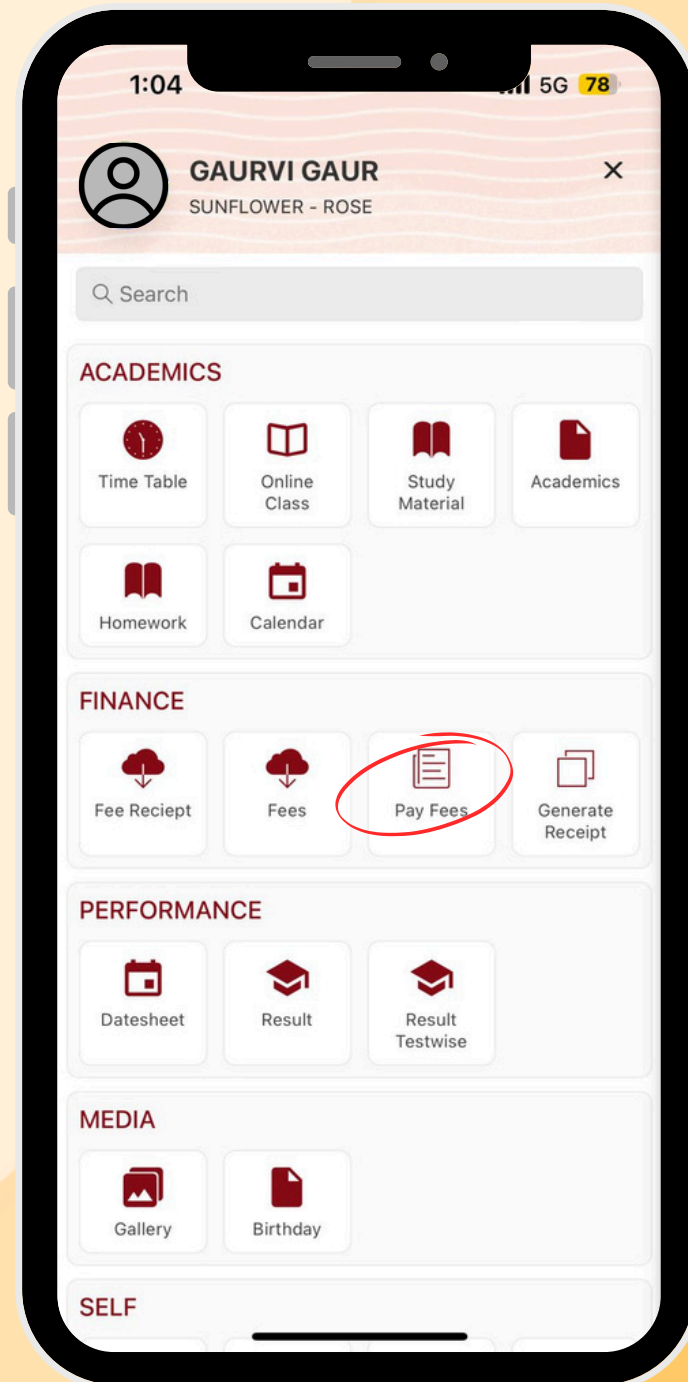 1:04
5G 78
GAURVI GAUR
SUNFLOWER - ROSE
Search
ACADEMICS
Time Table
Online
Class
Study
Material
Academics
Homework
Calendar
FINANCE
Fee Reciept
Fees
Pay Fees
Generate
Receipt
PERFORMANCE
Datesheet
Result
Result
Testwise
MEDIA
Gallery
Birthday
SELF